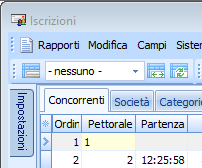 Iscrizioni
Rapporti Modifica Campi Sister
- nessuno -
Impostazioni
Concorrenti Società Categorie
Ordin Pettorale Partenza
1 1
2 2 12:25:58